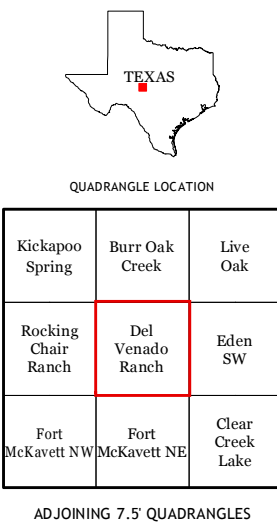 TEXAS
QUADRANGLE LOCATION
Kickapoo
Spring
Burr Oak
Creek
Live
Oak
Rocking
Chair
Ranch
Del
Venado
Ranch
Eden
SW
Fort
McKavett NW
Fort
McKavett NE
Clear
Creek
Lake
ADJOINING 7.5' QUADRANGLES